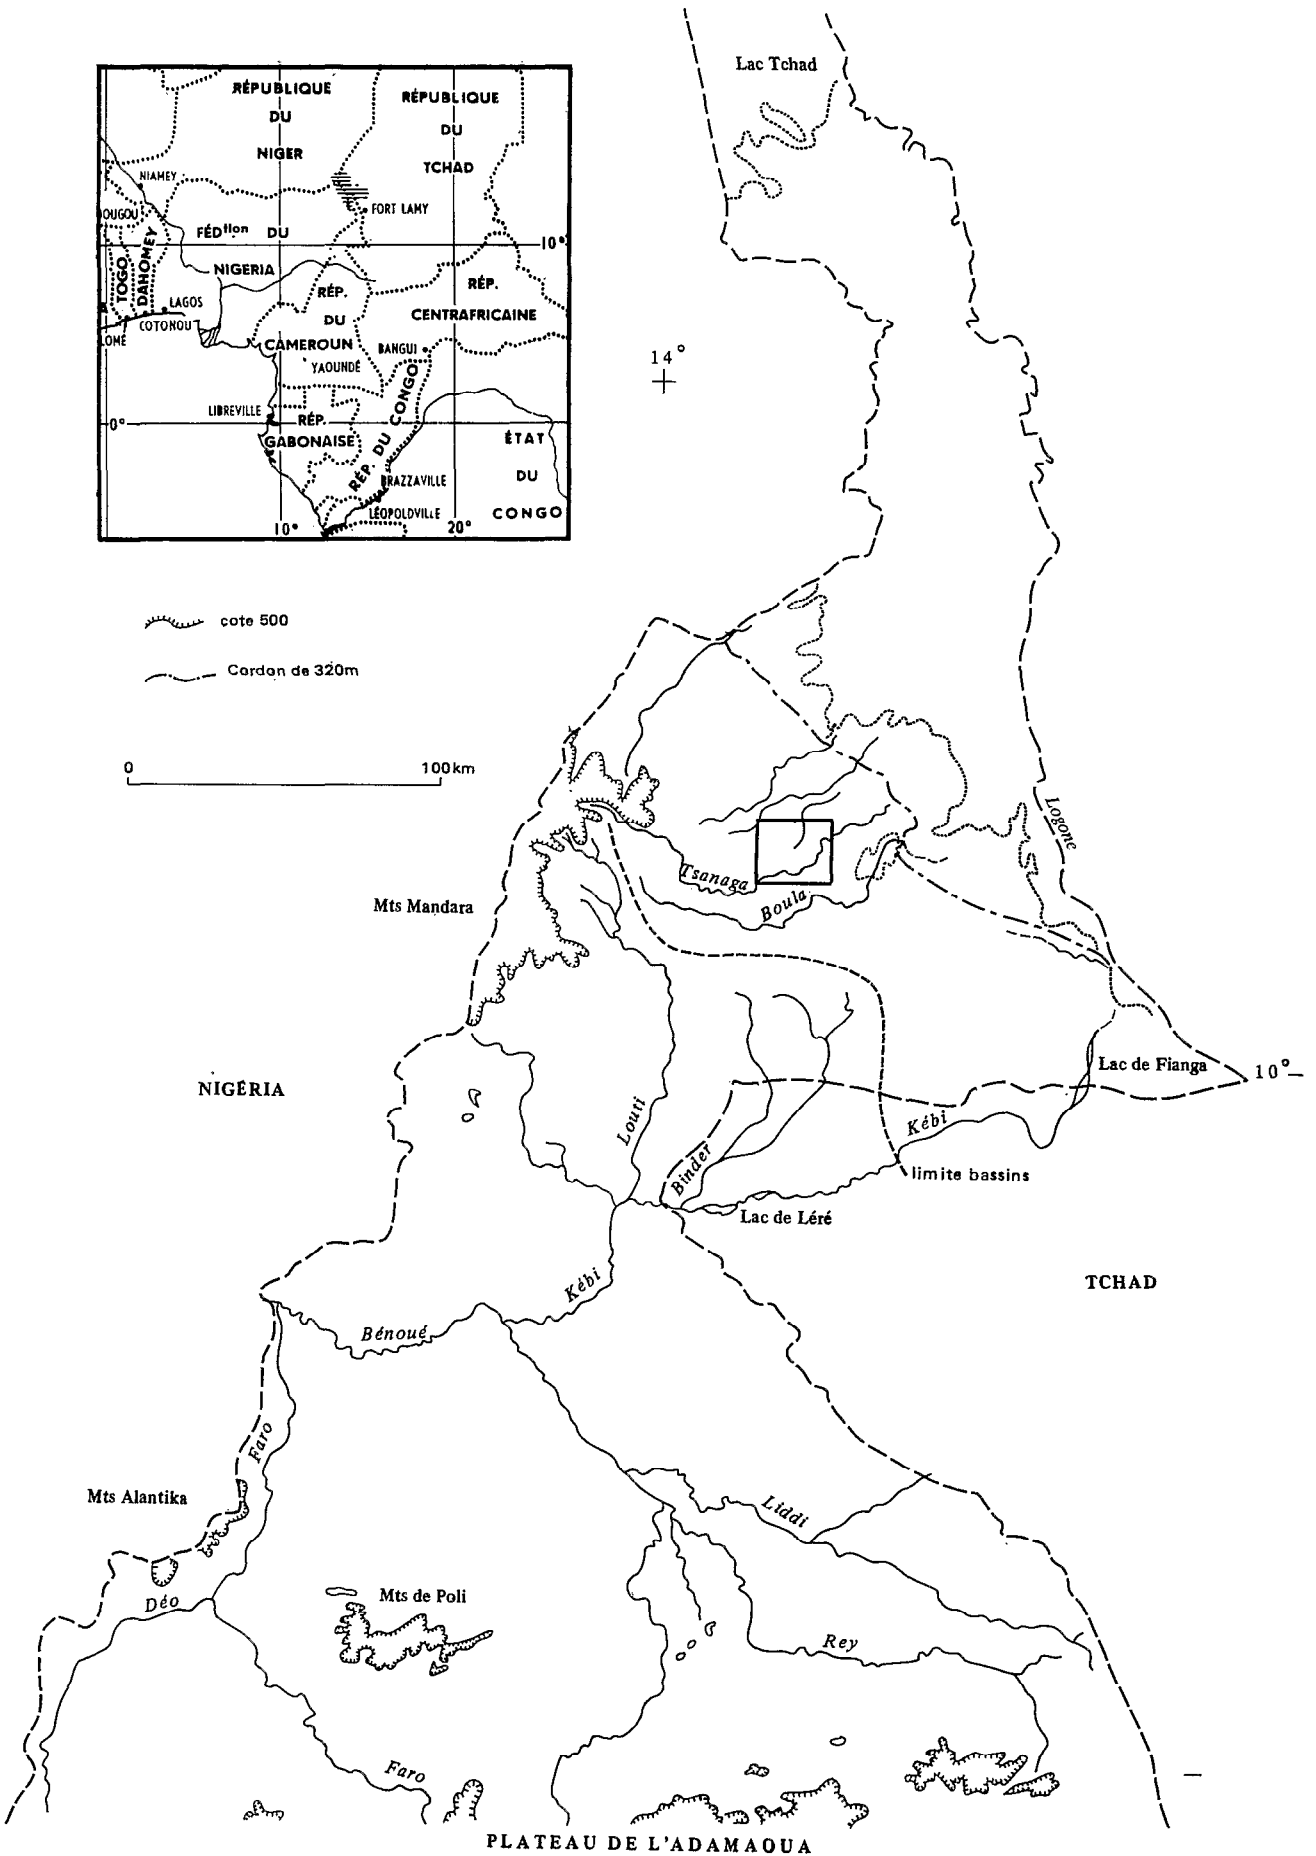 Lac Tchad
RÉPUBLIQUE
DU
NIGER
RÉPUBLIQUE
DU
TCHAD
NIAMEY
FORT LAMY
OUGOU
FÉDtion DU
NIGERIA
10°
TOGO
DAHOMEY
LAGOS
COTONOU
LOMÉ
RÉP.
DU
CAMEROUN
RÉP.
CENTRAFRICAINE
BANGUI
YAOUNDÉ
LIBREVILLE
0°
RÉP.
GABONAISE
RÉP. DU CONGO
ÉTAT
DU
CONGO
BRAZZAVILLE
LÉOPOLDVILLE
10°
20°
14°
cote 500
Cordon de 320m
0
100km
Logone
Tsanaga
Boula
Mts Mandara
NIGÉRIA
Lac de Fianga
10°
Louti
Kébi
Binder
limite bassins
Lac de Léré
TCHAD
Kébi
Bénoué
Faro
Mts Alantika
Liddi
Déo
Mts de Poli
Rey
Faro
PLATEAU DE L'ADAMAOUA